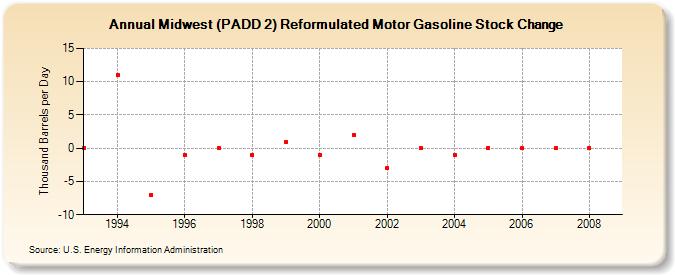 Annual Midwest (PADD 2) Reformulated Motor Gasoline Stock Change
Thousand Barrels per Day
15
10
5
0
-5
-10
1994 1996 1998 2000 2002 2004 2006 2008
Source: U.S. Energy Information Administration